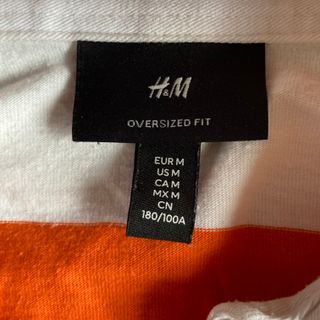 H&M
OVERSIZED FIT
EUR M
US M
CA M
MX M
CN
180/100A